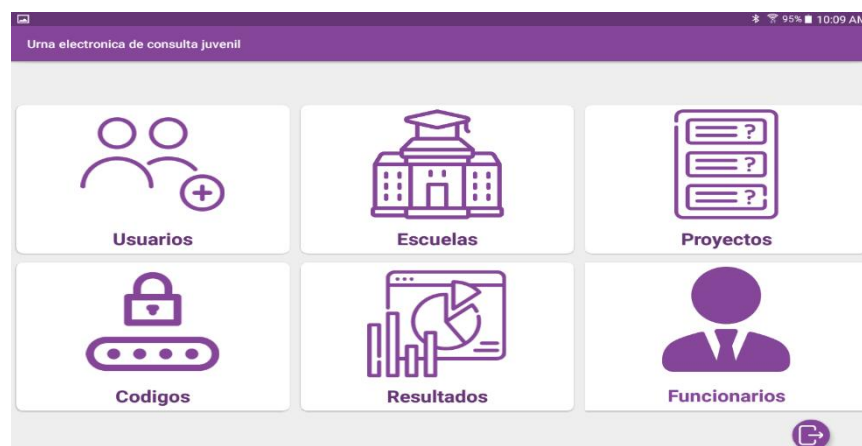 95% 10:09 AM
Urna electronica de consulta juvenil
Usuarios Escuelas Proyectos
Codigos Resultados Funcionarios